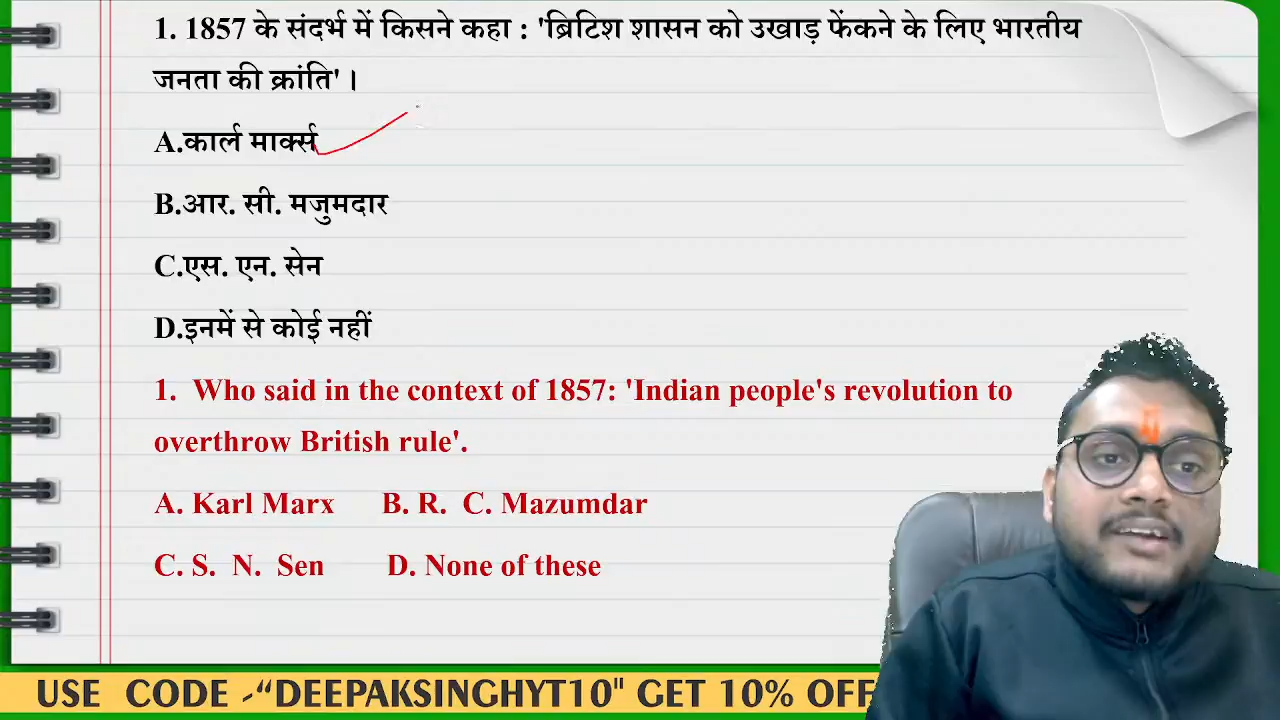 1. 1857 के संदर्भ में किसने कहा : 'ब्रिटिश शासन को उखाड़ फेंकने के लिए भारतीय
जनता की क्रांति' ।
A.कार्ल मार्क्स
B.आर. सी. मजुमदार
C.एस. एन. सेन
D.इनमें से कोई नहीं
1. Who said in the context of 1857: 'Indian people's revolution to
overthrow British rule'.
A. Karl Marx B. R. C. Mazumdar
C. S. N. Sen D. None of these
USE CODE -“DEEPAKSINGHYT10" GET 10% OFF